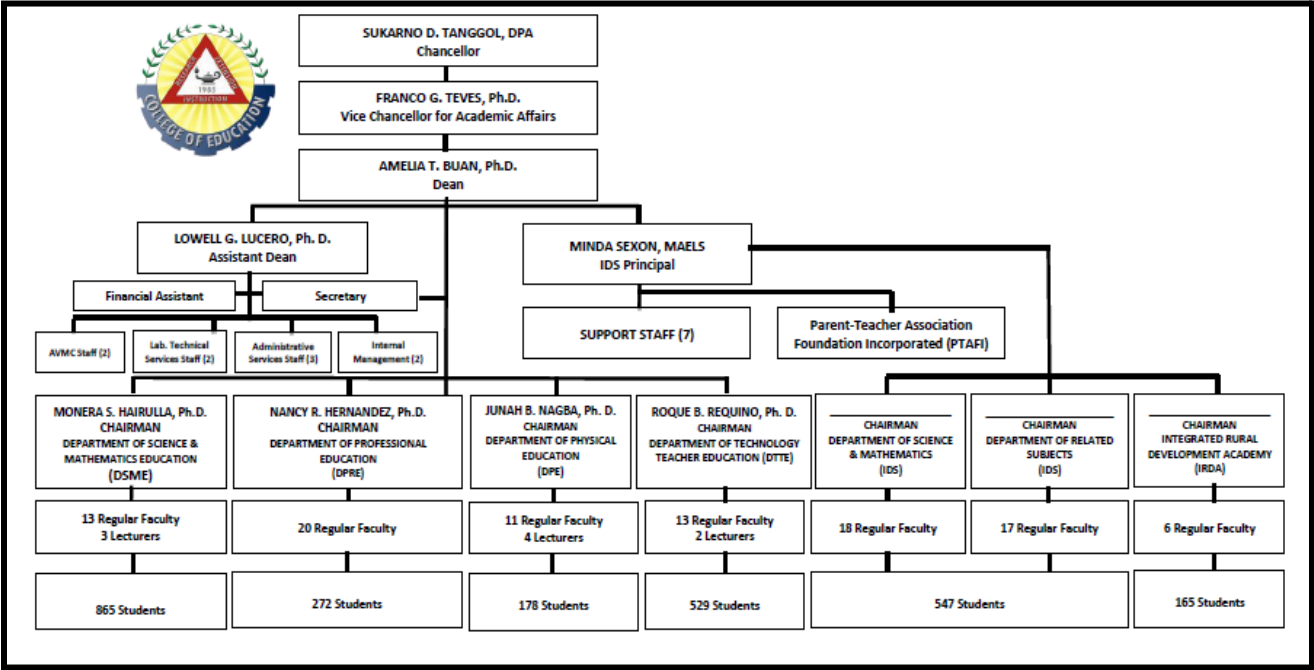 RESEARCH
EXTENSION
1983
INSTRUCTION
COLLEGE OF EDUCATION
SUKARNO D. TANGGOL, DPA
Chancellor
FRANCO G. TEVES, Ph.D.
Vice Chancellor for Academic Affairs
AMELIA T. BUAN, Ph.D.
Dean
LOWELL G. LUCERO, Ph. D.
Assistant Dean
MINDA SEXON, MAELS
IDS Principal
Financial Assistant
Secretary
AVMC Staff (2)
Lab. Technical
Services Staff (2)
Administrative
Services Staff (3)
Internal
Management (2)
SUPPORT STAFF (7)
Parent-Teacher Association
Foundation Incorporated (PTAFI)
MONERA S. HAIRULLA, Ph.D.
CHAIRMAN
DEPARTMENT OF SCIENCE &
MATHEMATICS EDUCATION
(DSME)
NANCY R. HERNANDEZ, Ph.D.
CHAIRMAN
DEPARTMENT OF PROFESSIONAL
EDUCATION
(DPRE)
JUNAH B. NAGBA, Ph. D.
CHAIRMAN
DEPARTMENT OF PHYSICAL
EDUCATION
(DPE)
ROQUE B. REQUINO, Ph. D.
CHAIRMAN
DEPARTMENT OF TECHNOLOGY
TEACHER EDUCATION (DTTE)
CHAIRMAN
DEPARTMENT OF SCIENCE
& MATHEMATICS
(IDS)
CHAIRMAN
DEPARTMENT OF RELATED
SUBJECTS
(IDS)
CHAIRMAN
INTEGRATED RURAL
DEVELOPMENT ACADEMY
(IRDA)
13 Regular Faculty
3 Lecturers
20 Regular Faculty
11 Regular Faculty
4 Lecturers
13 Regular Faculty
2 Lecturers
18 Regular Faculty
17 Regular Faculty
6 Regular Faculty
865 Students
272 Students
178 Students
529 Students
547 Students
165 Students